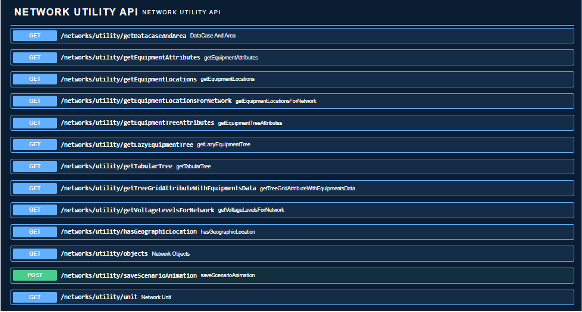 NETWORK UTILITY API NETWORK UTILITY API
GET /networks/utility/getDatacaseAndArea DataCase And Area
GET /networks/utility/getEquipmentAttributes getEquipmentAttributes
GET /networks/utility/getEquipmentLocations getEquipmentLocations
GET /networks/utility/getEquipmentLocationsForNetwork getEquipmentLocationsForNetwork
GET /networks/utility/getEquipmentTreeAttributes getEquipmentTreeAttributes
GET /networks/utility/getLazyEquipmentTree getLazyEquipmentTree
GET /networks/utility/getTabularTree getTabularTree
GET /networks/utility/getTreeGridAttributeWithEquipmentsData getTreeGridAttributeWithEquipmentsData
GET /networks/utility/getVoltageLevelsForNetwork getVoltageLevelsForNetwork
GET /networks/utility/hasGeographicLocation hasGeographicLocation
GET /networks/utility/objects Network Objects
POST /networks/utility/saveScenarioAnimation saveScenarioAnimation
GET /networks/utility/unit Network Unit